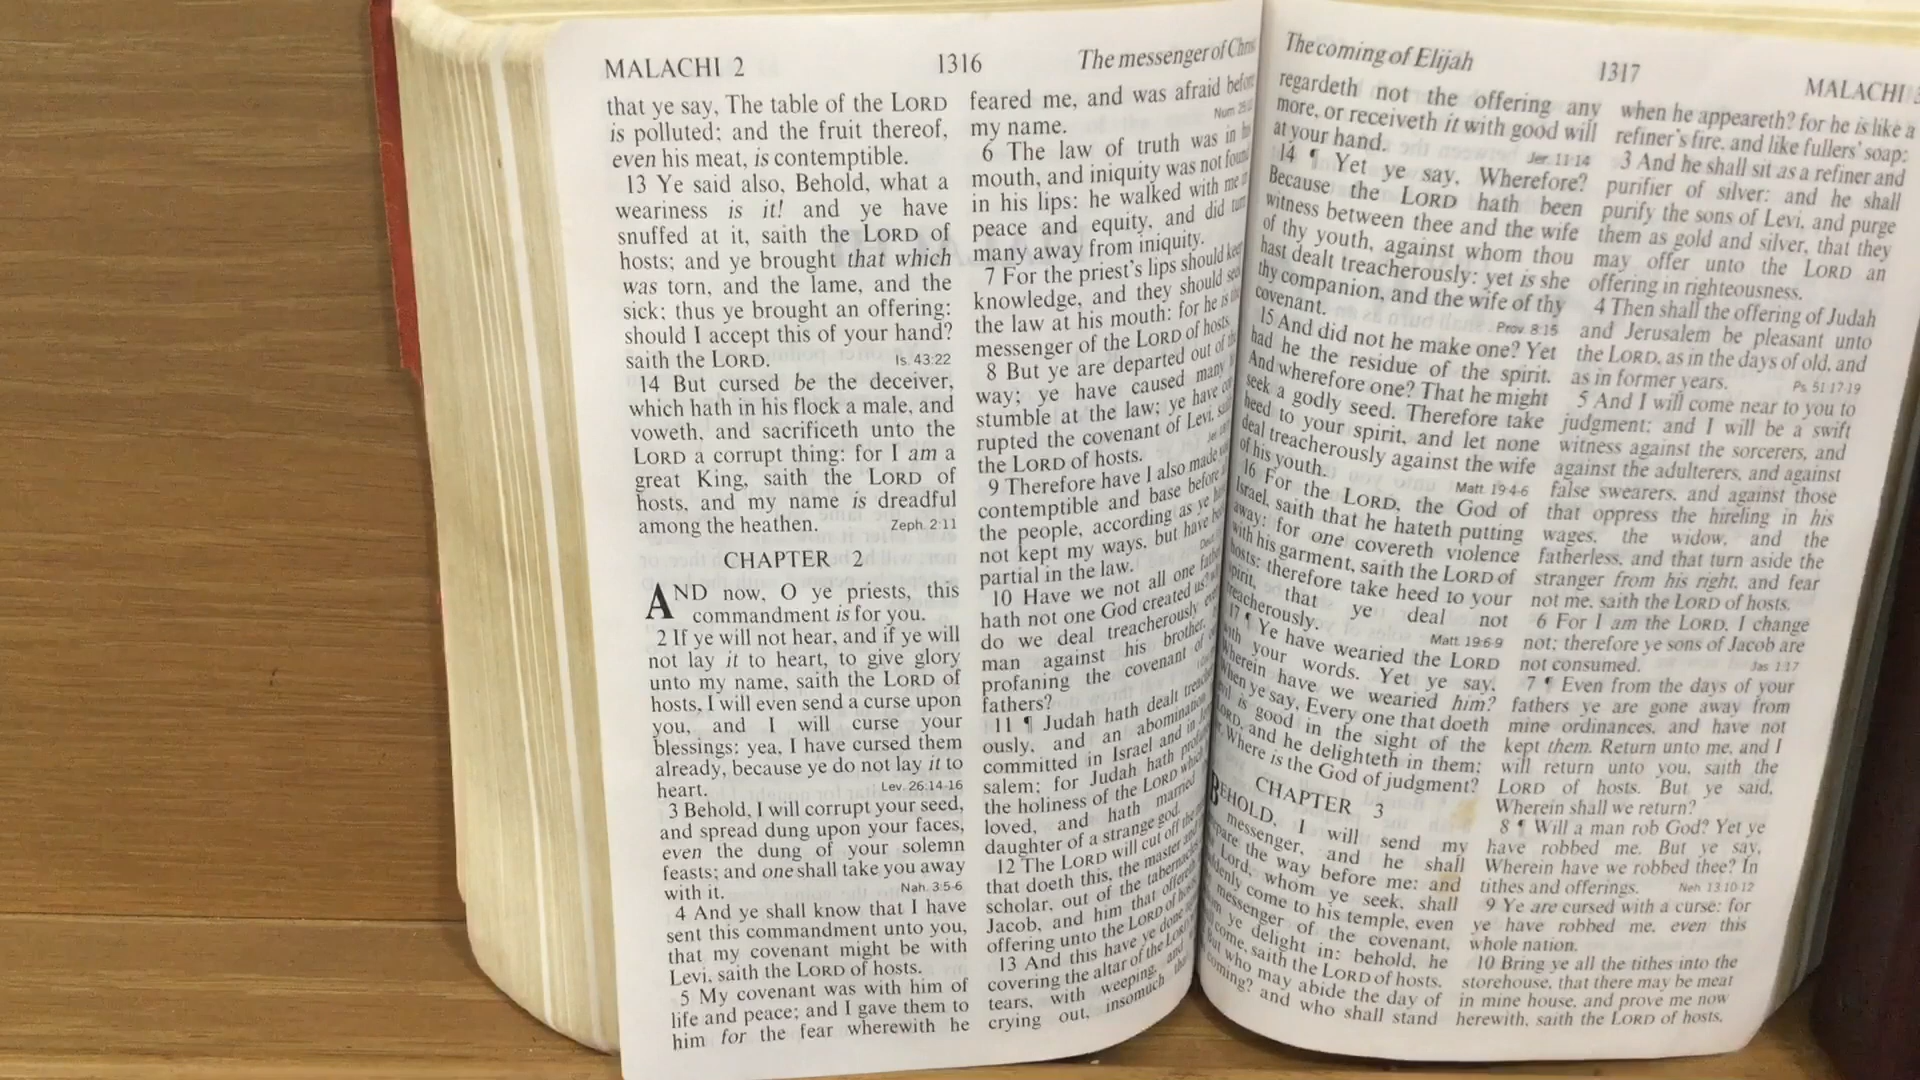 MALACHI 2
1316
The messenger of
that ye say, The table of the LORD
is polluted; and the fruit thereof,
even his meat, is contemptible.
13 Ye said also, Behold, what a
weariness is it! and ye have
snuffed at it, saith the LORD of
hosts; and ye brought that which
was torn, and the lame, and the
sick; thus ye brought an offering:
should I accept this of your hand?
saith the LORD. Is. 43:22
14 But cursed be the deceiver,
which hath in his flock a male, and
voweth, and sacrificeth unto the
LORD a corrupt thing: for I am a
great King, saith the LORD of
hosts, and my name is dreadful
among the heathen. Zeph. 2:11
CHAPTER 2
AND now, O ye priests, this
commandment is for you.
2 If ye will not hear, and if ye will
not lay it to heart, to give glory
unto my name, saith the LORD of
hosts, I will even send a curse upon
you, and I will curse your
blessings: yea, I have cursed them
already, because ye do not lay it to
heart. Lev. 26:14-16
3 Behold, I will corrupt your seed,
and spread dung upon your faces,
even the dung of your solemn
feasts; and one shall take you away
with it. Nah. 3:5-6
4 And ye shall know that I have
sent this commandment unto you,
that my covenant might be with
Levi, saith the LORD of hosts.
5 My covenant was with him of
life and peace; and I gave them to
him for the fear wherewith he
feared me, and was afraid
my name. Num.
6 The law of truth was in
mouth, and iniquity was not found
in his lips: he walked with me
peace and equity, and did
many away from iniquity.
7 For the priest's lips should
knowledge, and they should
the law at his mouth: for he is
messenger of the LORD of hosts.
8 But ye are departed out of
way; ye have caused many
stumble at the law; ye have
rupted the covenant of Levi,
the LORD of hosts.
9 Therefore have I also made
contemptible and base before
the people, according as ye
not kept my ways, but have
partial in the law.
10 Have we not all one
hath not one God created us?
do we deal treacherously
man against his brother,
profaning the covenant of
fathers?
11 ¶ Judah hath dealt
ously, and an abomination
committed in Israel and in
salem; for Judah hath
the holiness of the LORD which
loved, and hath married
daughter of a strange god.
12 The LORD will cut off the
that doeth this, the master and
scholar, out of the tabernacles
Jacob, and him that
offering unto the LORD of hosts.
13 And this have ye done
covering the altar of the LORD
tears, with weeping, and
crying out, insomuch that
The coming of Elijah
1317
MALACHI
regardeth not the offering any
more, or receiveth it with good will
at your hand. Jer. 11:14
14 ¶ Yet ye say, Wherefore?
Because the LORD hath been
witness between thee and the wife
of thy youth, against whom thou
hast dealt treacherously: yet is she
thy companion, and the wife of thy
covenant. Prov. 8:15
15 And did not he make one? Yet
had he the residue of the spirit.
And wherefore one? That he might
seek a godly seed. Therefore take
heed to your spirit, and let none
deal treacherously against the wife
of his youth. Matt. 19:4-6
16 For the LORD, the God of
Israel, saith that he hateth putting
away: for one covereth violence
with his garment, saith the LORD of
hosts: therefore take heed to your
spirit, that ye deal not
treacherously. Matt. 19:6-9
17 ¶ Ye have wearied the LORD
with your words. Yet ye say,
Wherein have we wearied him?
When ye say, Every one that doeth
evil is good in the sight of the
LORD, and he delighteth in them;
Where is the God of judgment?
CHAPTER 3
BEHOLD, I will send my
messenger, and he shall
the way before me: and
Lord, whom ye seek, shall
come to his temple, even
messenger of the covenant,
ye delight in: behold, he
come, saith the LORD of hosts.
But who may abide the day of
coming? and who shall stand
when he appeareth? for he is like a
refiner's fire, and like fullers' soap:
3 And he shall sit as a refiner and
purifier of silver: and he shall
purify the sons of Levi, and purge
them as gold and silver, that they
may offer unto the LORD an
offering in righteousness.
4 Then shall the offering of Judah
and Jerusalem be pleasant unto
the LORD, as in the days of old, and
as in former years. Ps. 51:17-19
5 And I will come near to you to
judgment; and I will be a swift
witness against the sorcerers, and
against the adulterers, and against
false swearers, and against those
that oppress the hireling in his
wages, the widow, and the
fatherless, and that turn aside the
stranger from his right, and fear
not me, saith the LORD of hosts.
6 For I am the LORD, I change
not; therefore ye sons of Jacob are
not consumed. Jas. 1:17
7 ¶ Even from the days of your
fathers ye are gone away from
mine ordinances, and have not
kept them. Return unto me, and I
will return unto you, saith the
LORD of hosts. But ye said,
Wherein shall we return?
8 ¶ Will a man rob God? Yet ye
have robbed me. But ye say,
Wherein have we robbed thee? In
tithes and offerings. Neh. 13:10-12
9 Ye are cursed with a curse: for
ye have robbed me, even this
whole nation.
10 Bring ye all the tithes into the
storehouse, that there may be meat
in mine house, and prove me now
herewith, saith the LORD of hosts,